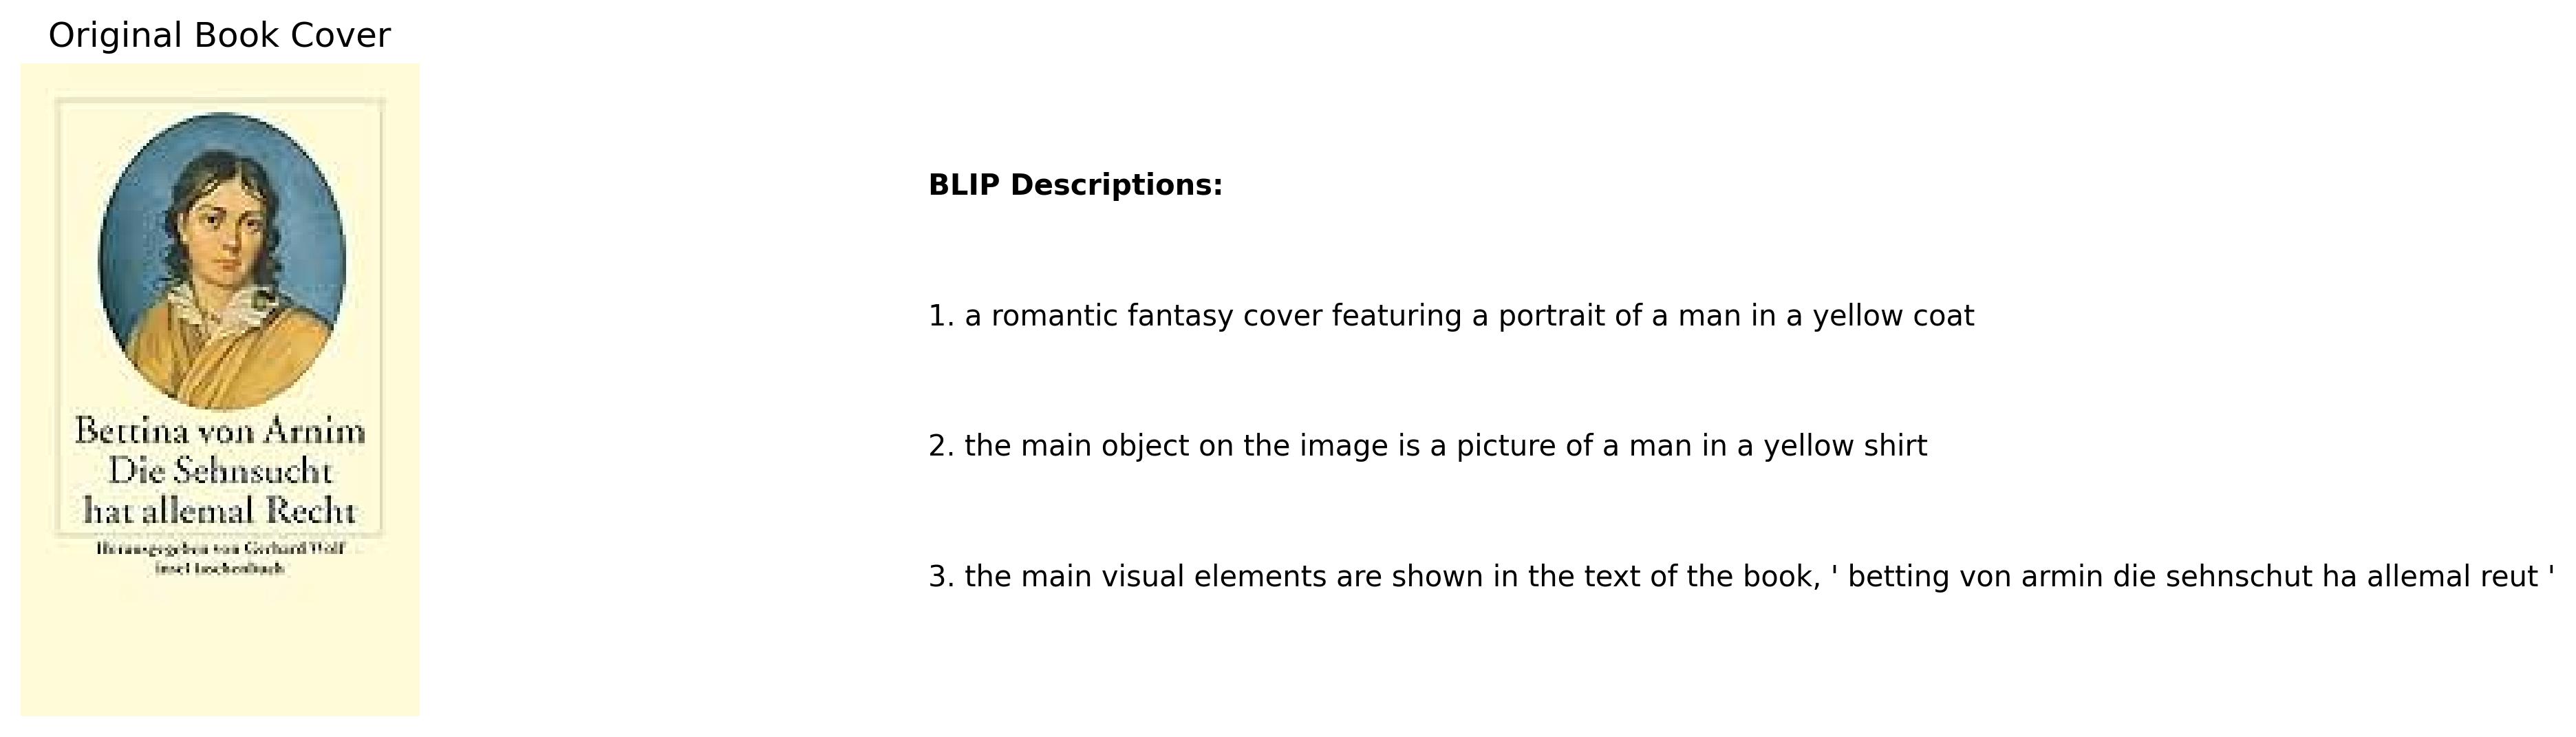 Original Book Cover
Bettina von Arnim
Die Sehnsucht
hat allemal Recht
Herausgegeben von Gerhard Wolf
insel taschenbuch
BLIP Descriptions:
1. a romantic fantasy cover featuring a portrait of a man in a yellow coat
2. the main object on the image is a picture of a man in a yellow shirt
3. the main visual elements are shown in the text of the book, ' betting von armin die sehnschut ha allemal reut '